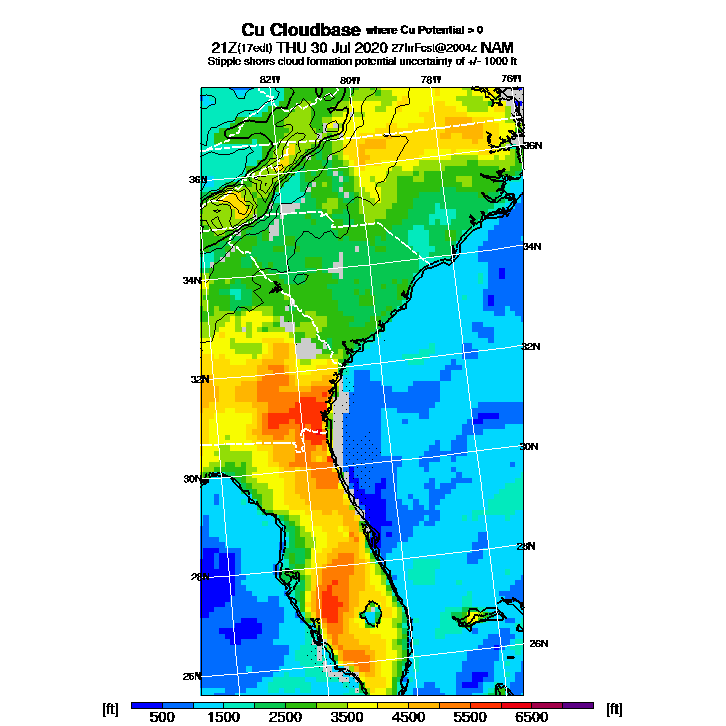 Cu Cloudbase where Cu Potential > 0
21Z(17edt) THU 30 Jul 2020 27hrFcst@2004z NAM
Stipple shows cloud formation potential uncertainty of +/- 1000 ft
82W 80W 78W 76W
36N
36N
34N
34N
32N
32N
30N
30N
28N
28N
26N
26N
[ft] [ft]
500 1500 2500 3500 4500 5500 6500